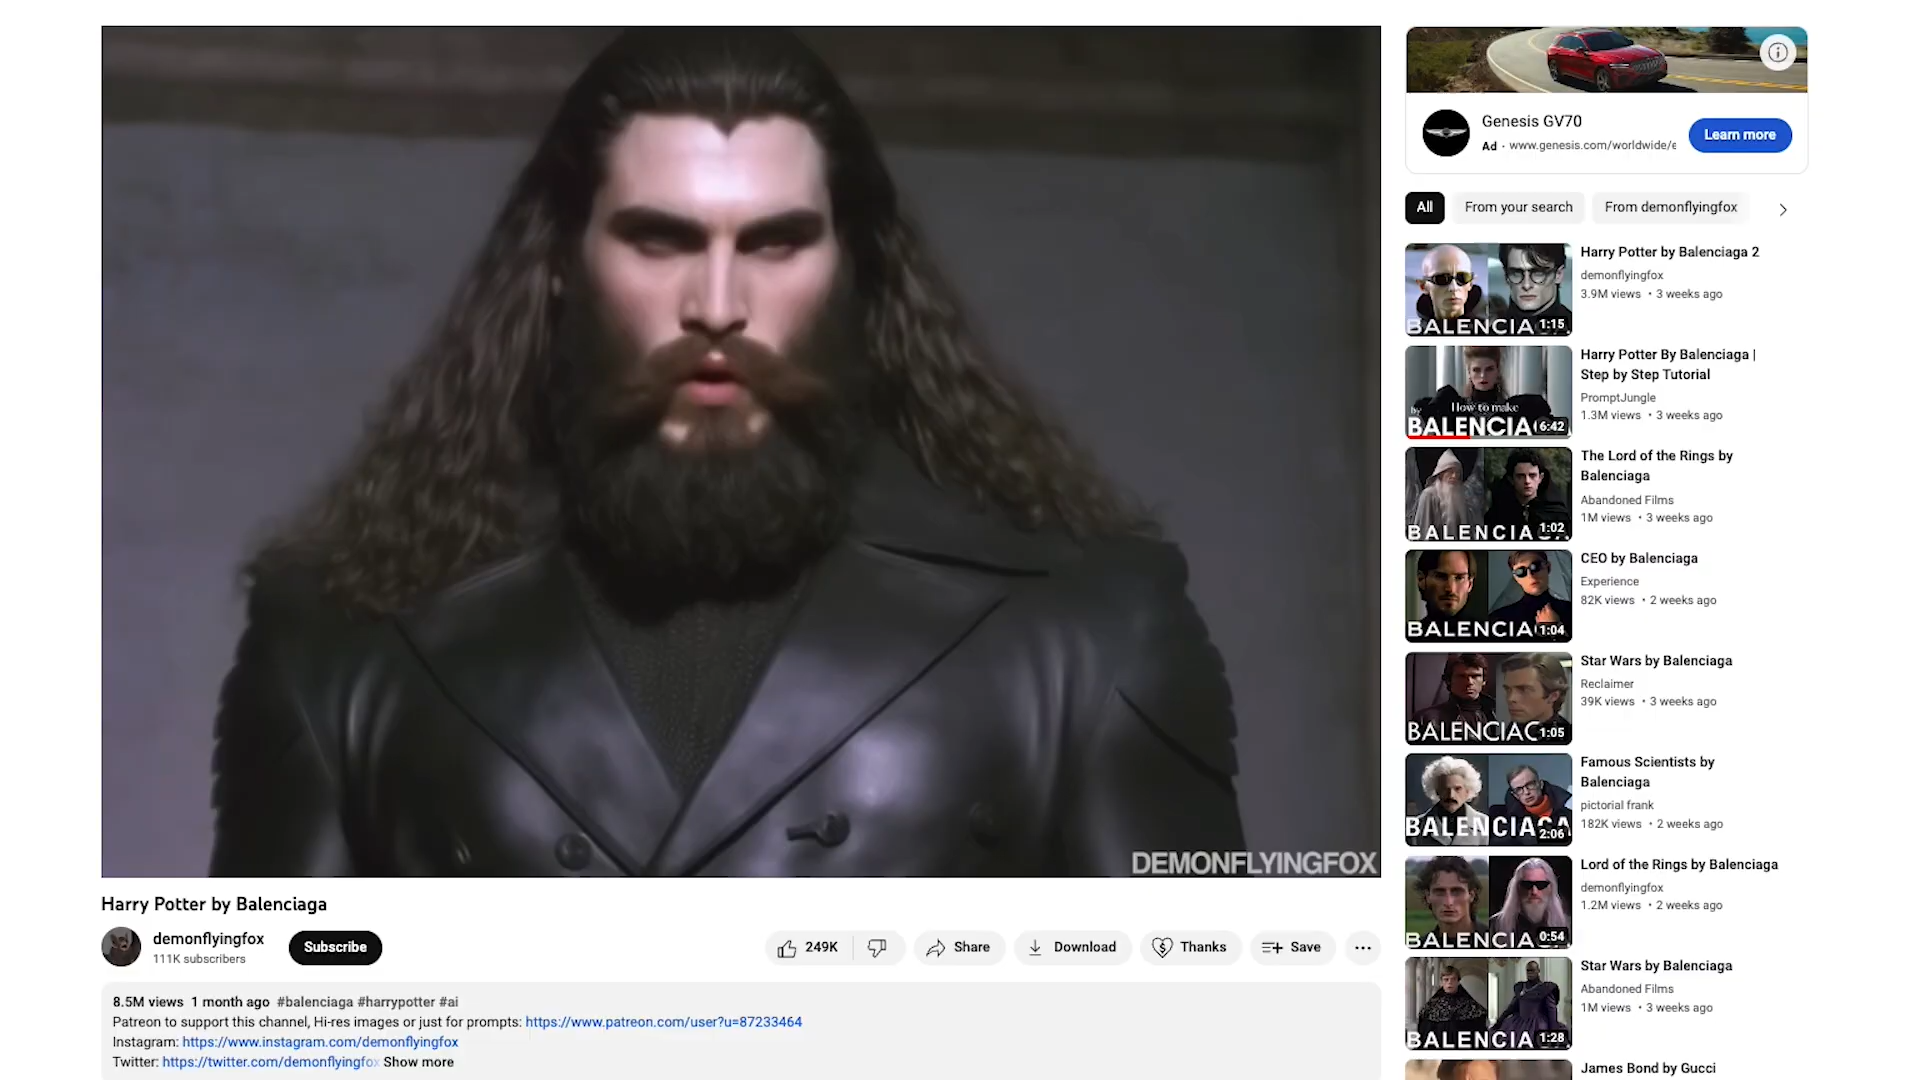 DEMONFLYINGFOX
Harry Potter by Balenciaga
demonflyingfox
111K subscribers
Subscribe
249K
Share
Download
Thanks
Save
8.5M views 1 month ago #balenciaga #harrypotter #ai
Patreon to support this channel, Hi-res images or just for prompts: https://www.patreon.com/user?u=87233464
Instagram: https://www.instagram.com/demonflyingfox
Twitter: https://twitter.com/demonflyingfox Show more
Genesis GV70
Ad · www.genesis.com/worldwide/e
Learn more
All
From your search
From demonflyingfox
Harry Potter by Balenciaga 2
demonflyingfox
3.9M views • 3 weeks ago
BALENCIA
1:15
Harry Potter By Balenciaga |
Step by Step Tutorial
PromptJungle
1.3M views • 3 weeks ago
by
How to make
BALENCIA
6:42
The Lord of the Rings by
Balenciaga
Abandoned Films
1M views • 3 weeks ago
BALENCIA
1:02
CEO by Balenciaga
Experience
82K views • 2 weeks ago
BALENCIA
1:04
Star Wars by Balenciaga
Reclaimer
39K views • 3 weeks ago
BALENCIAG
1:05
Famous Scientists by
Balenciaga
pictorial frank
182K views • 2 weeks ago
BALENCIAGA
2:06
Lord of the Rings by Balenciaga
demonflyingfox
1.2M views • 2 weeks ago
BALENCIA
0:54
Star Wars by Balenciaga
Abandoned Films
1M views • 3 weeks ago
BALENCIA
1:28
James Bond by Gucci